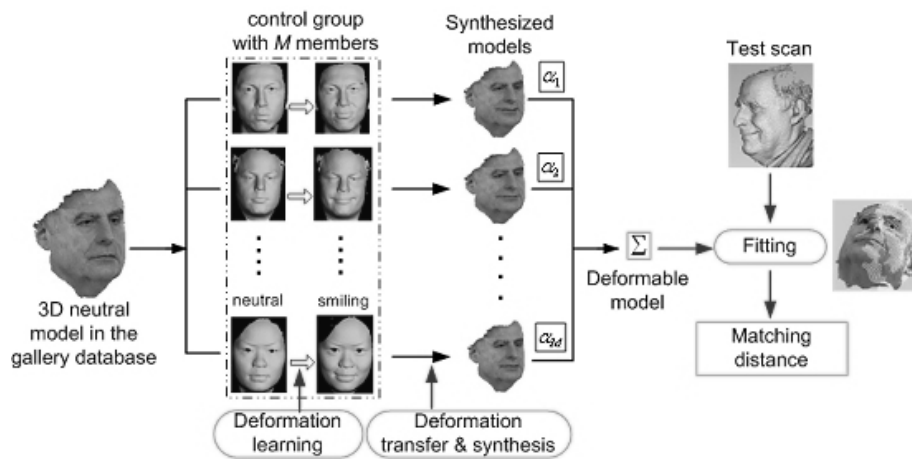 control group
with M members
Synthesized
models
Test scan
α1
α2
3D neutral
model in the
gallery database
neutral
smiling
Σ
Deformable
model
Fitting
αM
Matching
distance
Deformation
learning
Deformation
transfer & synthesis